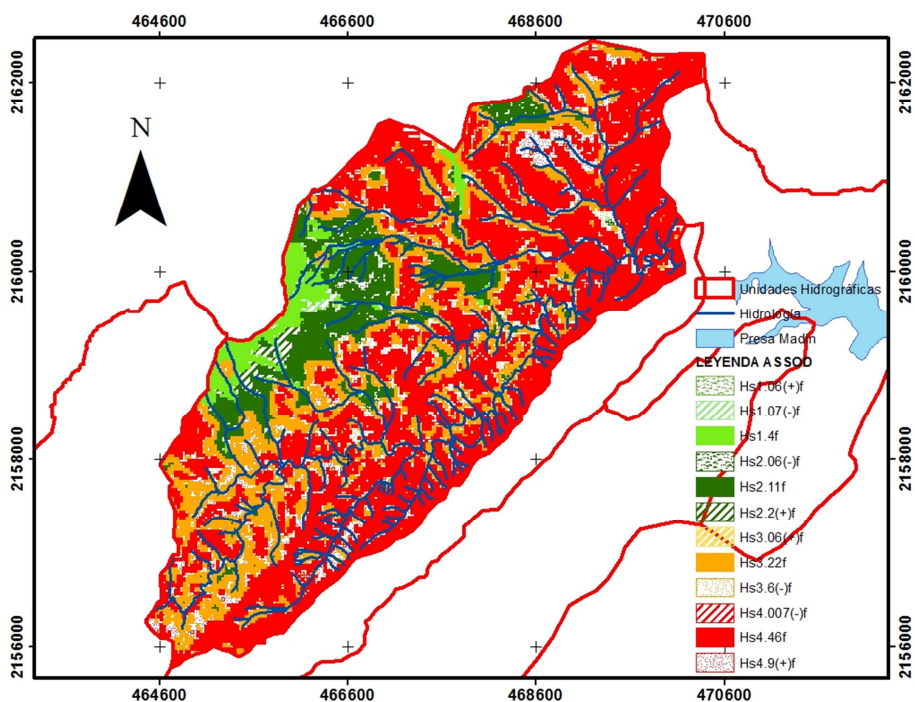 464600 466600 468600 470600
2162000 2162000
N
2160000 2160000
Unidades Hidrográficas
Hidrología
Presa Madín
LEYENDA ASSOD
Hs1.06(+)f
Hs1.07(-)f
Hs1.4f
Hs2.06(-)f
2158000 2158000
Hs2.11f
Hs2.2(+)f
Hs3.06(+)f
Hs3.22f
Hs3.6(-)f
Hs4.007(-)f
Hs4.46f
2156000 2156000
Hs4.9(+)f
464600 466600 468600 470600